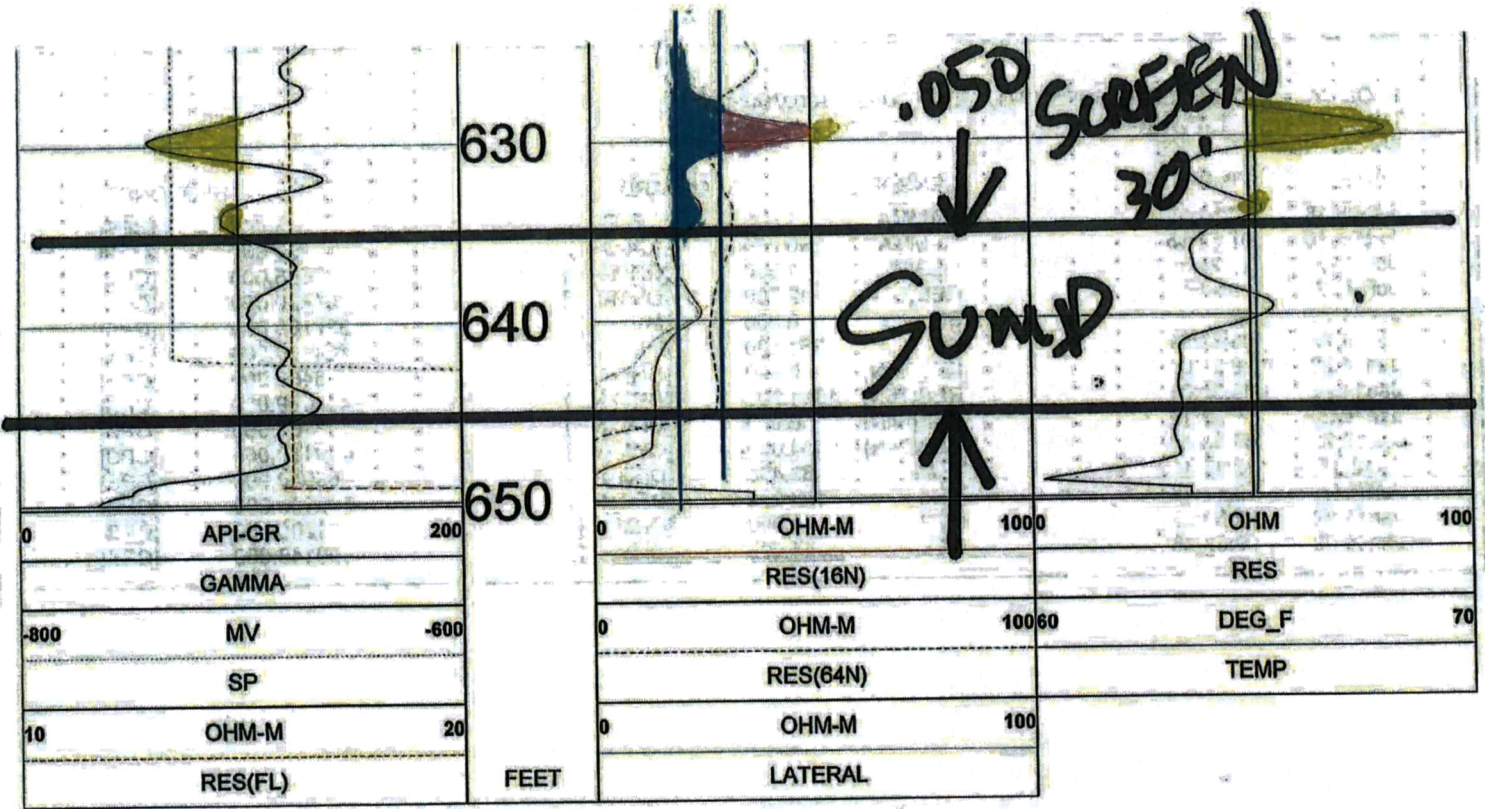 .050 SCREEN
30'
630
SUMP
640
650
0 API-GR 200
GAMMA
-800 MV -600
SP
10 OHM-M 20
RES(FL)
FEET
0 OHM-M 100
RES(16N)
0 OHM-M 100
RES(64N)
0 OHM-M 100
LATERAL
0 OHM 100
RES
60 DEG_F 70
TEMP